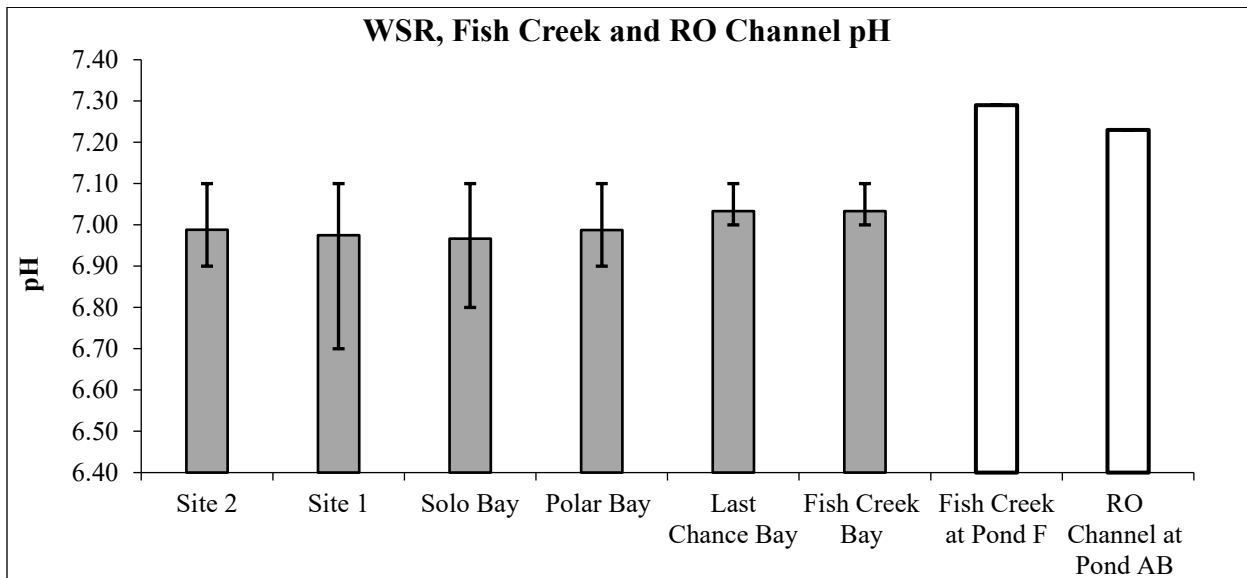 WSR, Fish Creek and RO Channel pH
7.40
7.30
7.20
7.10
7.00
6.90
6.80
6.70
6.60
6.50
6.40
pH
Site 2
Site 1
Solo Bay
Polar Bay
Last
Chance Bay
Fish Creek
Bay
Fish Creek
at Pond F
RO
Channel at
Pond AB